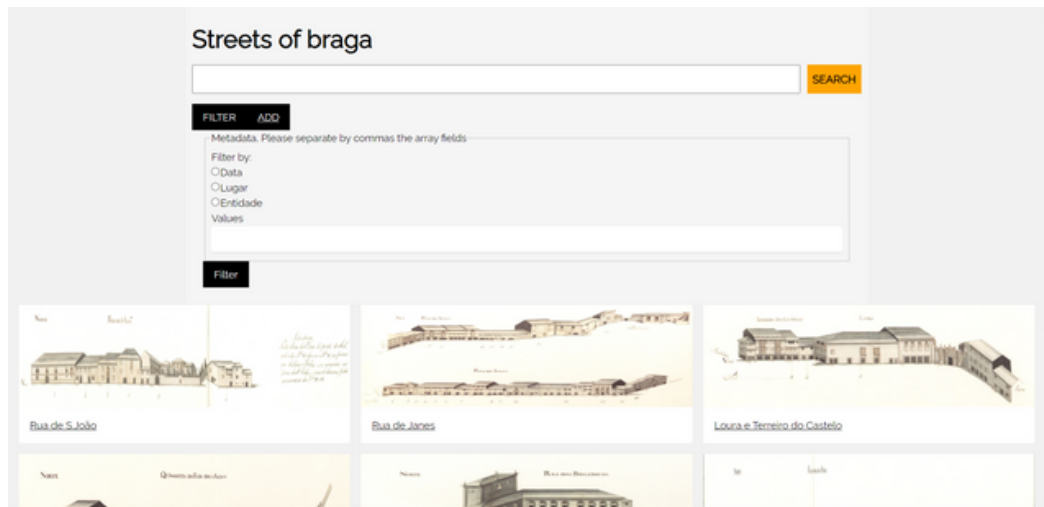 Streets of braga
SEARCH
FILTER ADD
Metadata. Please separate by commas the array fields
Filter by:
Data
Lugar
Entidade
Values
Filter
Rua de S.João
Rua de Janes
Loura e Terreiro do Castelo